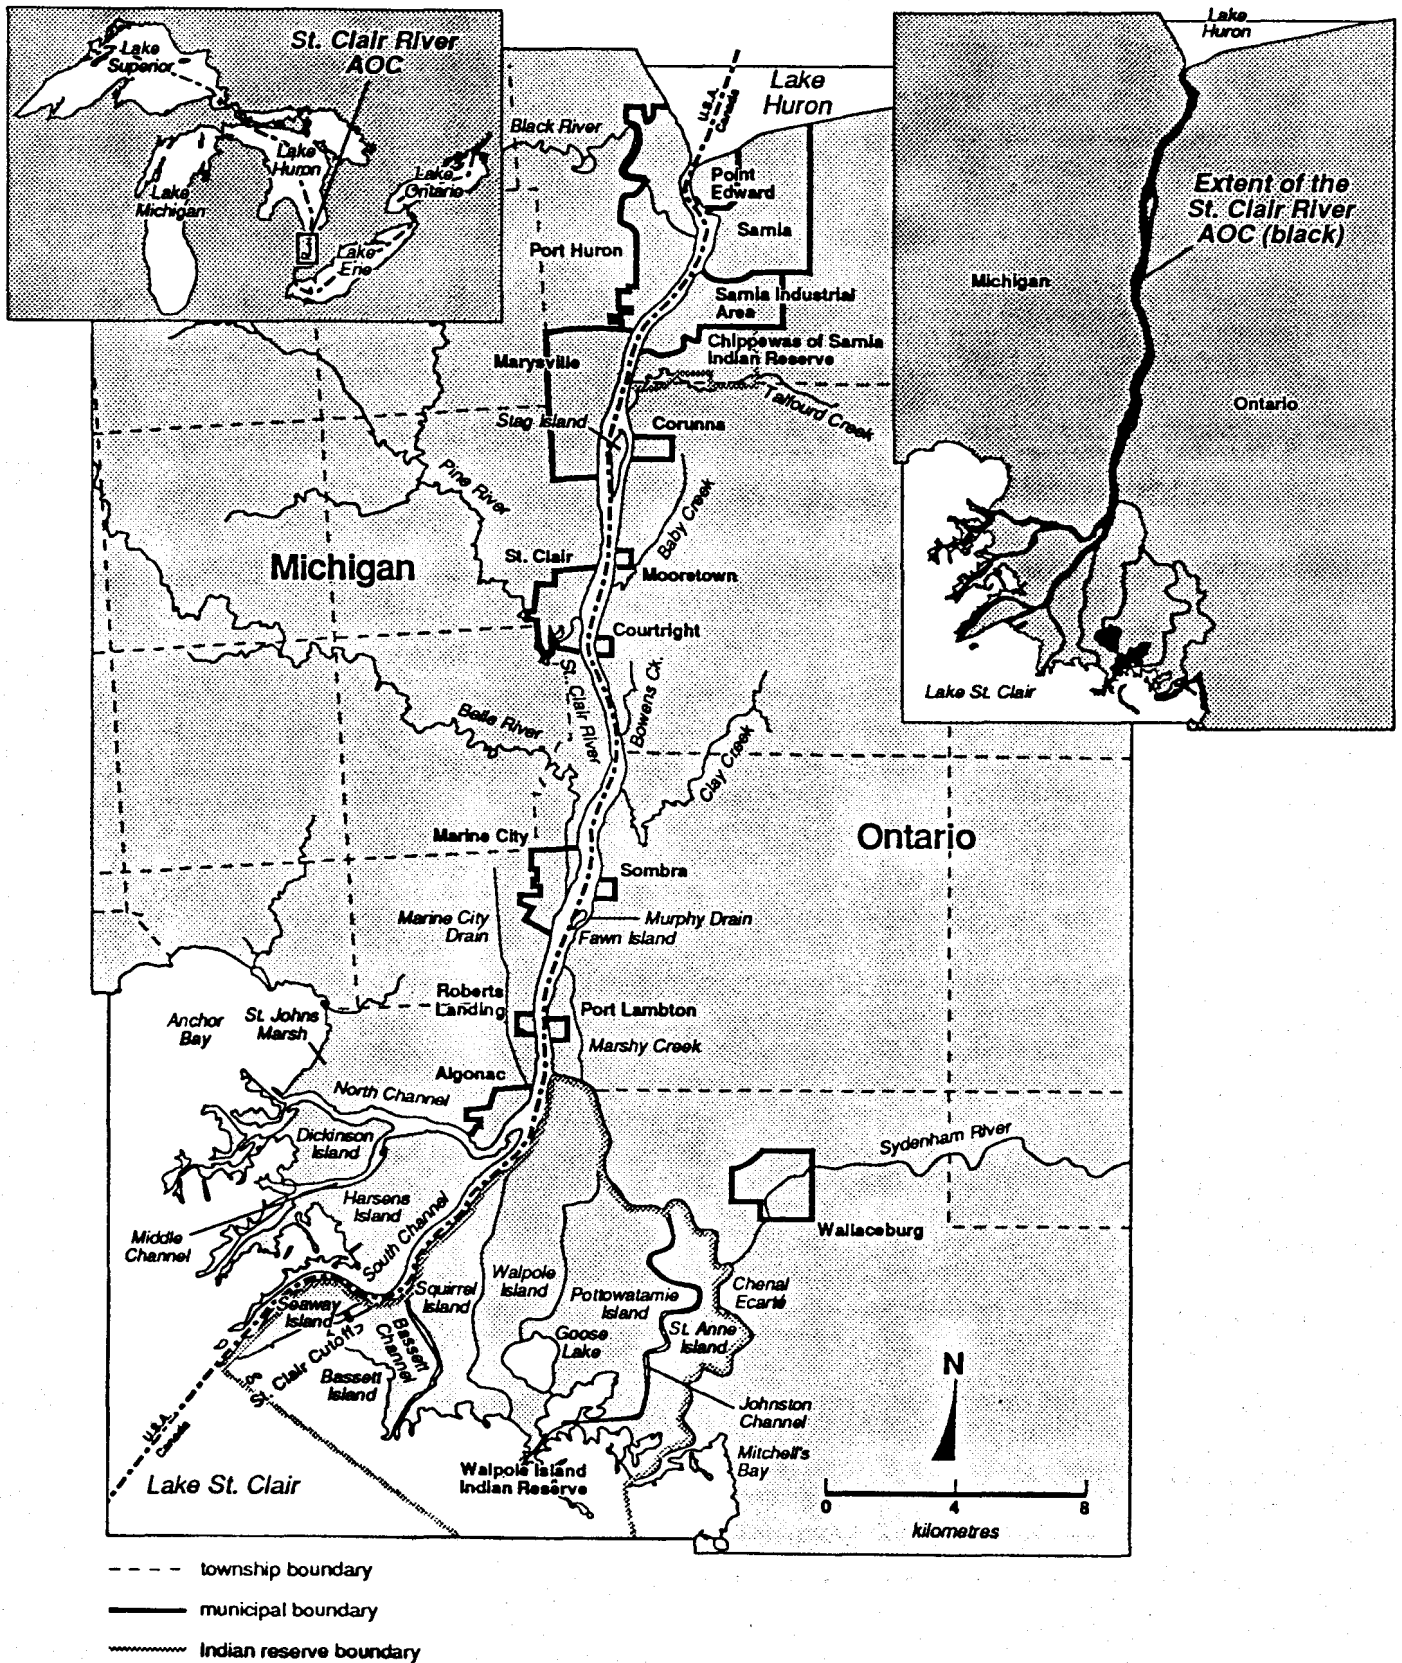 St. Clair River
AOC
Lake
Superior
Lake
Huron
Lake
Michigan
Lake
Ontario
Lake
Erie
Lake
Huron
Extent of the
St. Clair River
AOC (black)
Michigan
Ontario
Lake St. Clair
Lake
Huron
U.S.A.
Canada
Black River
Point
Edward
Sarnia
Port Huron
Sarnia Industrial
Area
Chippewas of Sarnia
Indian Reserve
Marysville
Talfourd Creek
Stag Island
Corunna
Pine River
Baby Creek
Michigan
St. Clair
Mooretown
Courtright
St. Clair River
Bowens Ck.
Belle River
Clay Creek
Marine City
Ontario
Sombra
Marine City
Drain
Murphy Drain
Fawn Island
Roberts
Landing
Port Lambton
Anchor
Bay
St. Johns
Marsh
Marshy Creek
Algonac
North Channel
Dickinson
Island
Sydenham River
Harsens
Island
South Channel
Middle
Channel
Wallaceburg
Squirrel
Island
Walpole
Island
Pottowatamie
Island
Chenal
Ecarté
Seaway
Island
St. Anne
Island
Goose
Lake
Bassett
Channel
St. Clair Cutoff
Bassett
Island
N
Johnston
Channel
U.S.A.
Canada
Mitchell's
Bay
Lake St. Clair
Walpole Island
Indian Reserve
0 4 8
kilometres
township boundary
municipal boundary
Indian reserve boundary